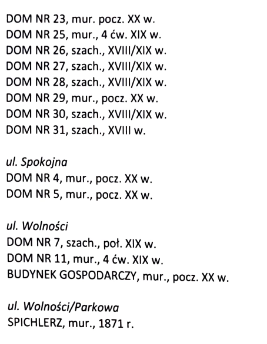 DOM NR 23, mur. pocz. XX w.
DOM NR 25, mur., 4 ćw. XIX w.
DOM NR 26, szach., XVIII/XIX w.
DOM NR 27, szach., XVIII/XIX w.
DOM NR 28, szach., XVIII/XIX w.
DOM NR 29, mur., pocz. XX w.
DOM NR 30, szach., XVIII/XIX w.
DOM NR 31, szach., XVIII w.
ul. Spokojna
DOM NR 4, mur., pocz. XX w.
DOM NR 5, mur., pocz. XX w.
ul. Wolności
DOM NR 7, szach., poł. XIX w.
DOM NR 11, mur., 4 ćw. XIX w.
BUDYNEK GOSPODARCZY, mur., pocz. XX w.
ul. Wolności/Parkowa
SPICHLERZ, mur., 1871 r.